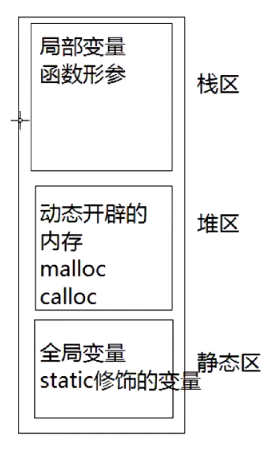 局部变量
函数形参
栈区
动态开辟的
内存
malloc
calloc
堆区
全局变量
static修饰的变量
静态区